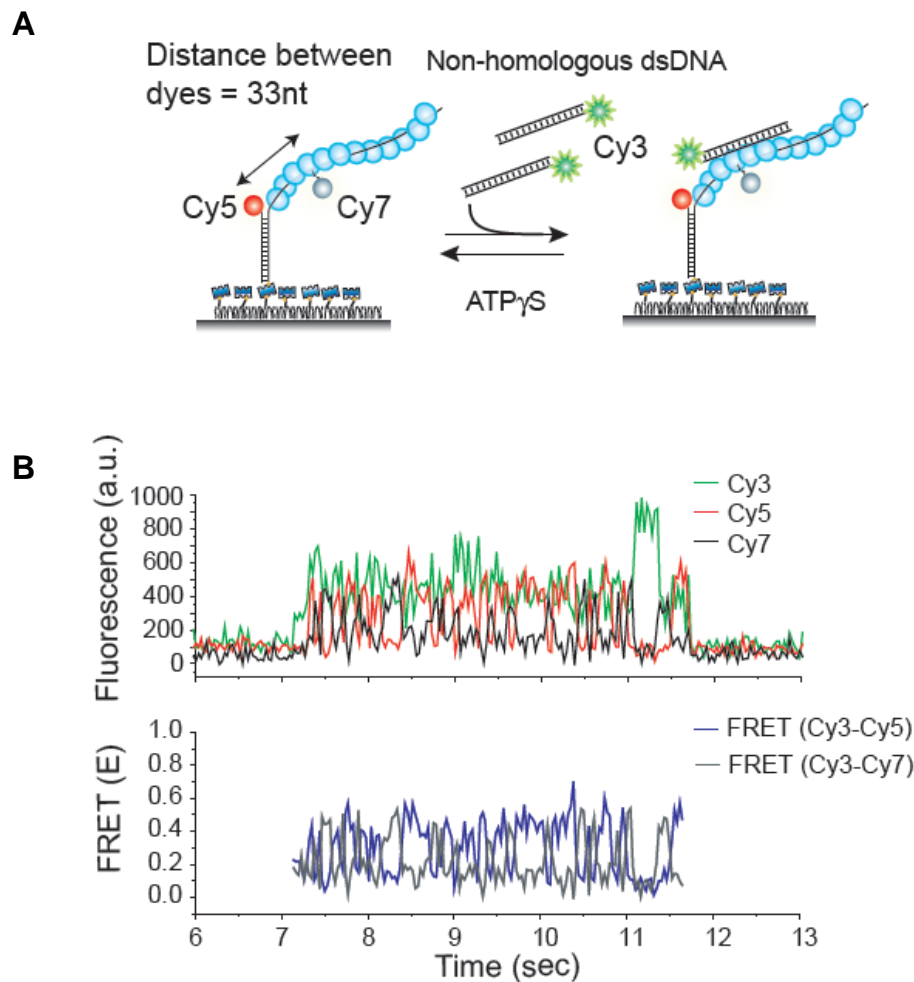 A
Distance between
dyes = 33nt
Non-homologous dsDNA
Cy3
Cy5
Cy7
ATPγS
B
Fluorescence (a.u.)
1000
800
600
400
200
0
Cy3
Cy5
Cy7
FRET (E)
1.0
0.8
0.6
0.4
0.2
0.0
FRET (Cy3-Cy5)
FRET (Cy3-Cy7)
6 7 8 9 10 11 12 13
Time (sec)